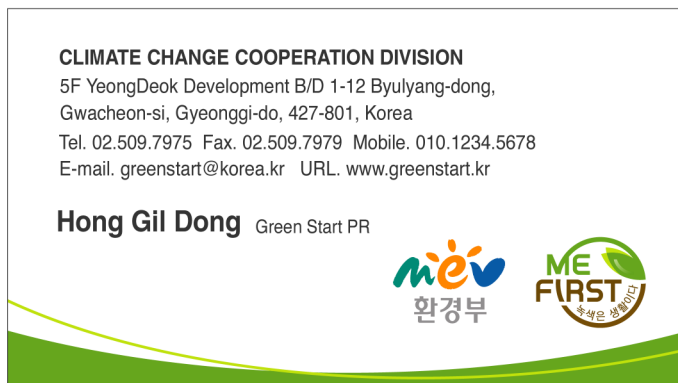 CLIMATE CHANGE COOPERATION DIVISION
5F YeongDeok Development B/D 1-12 Byulyang-dong,
Gwacheon-si, Gyeonggi-do, 427-801, Korea
Tel. 02.509.7975 Fax. 02.509.7979 Mobile. 010.1234.5678
E-mail. greenstart@korea.kr URL. www.greenstart.kr
Hong Gil Dong Green Start PR
mev
환경부
ME
FIRST
녹색은 생활이다